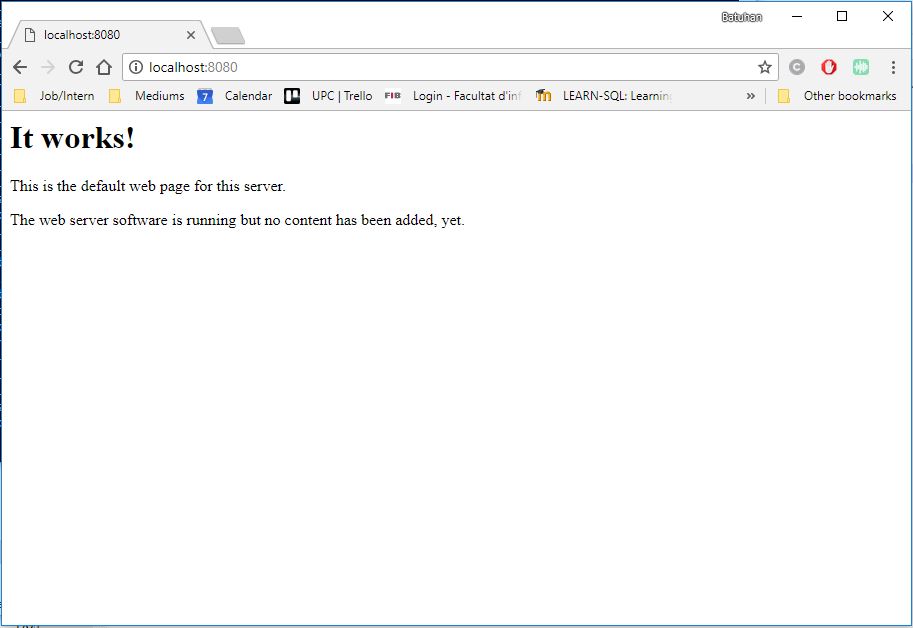 Batuhan
localhost:8080
localhost:8080
Job/Intern Mediums 7 Calendar UPC | Trello FIB Login - Facultat d'inf LEARN-SQL: Learnin » Other bookmarks
It works!
This is the default web page for this server.
The web server software is running but no content has been added, yet.